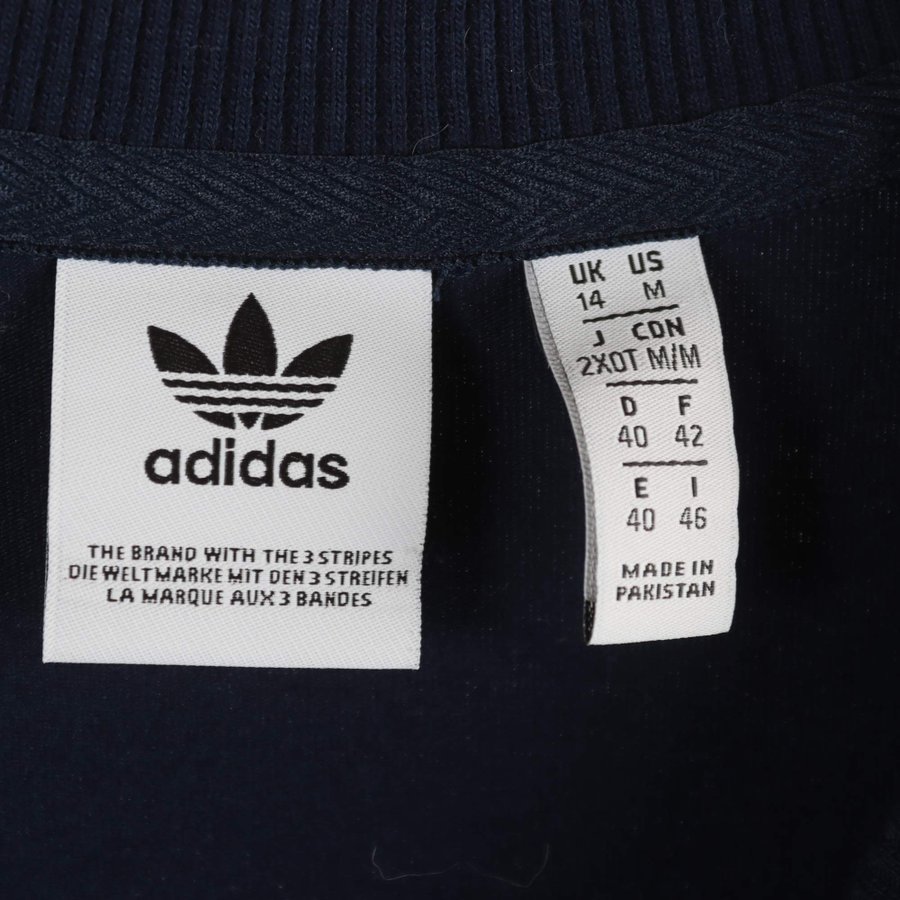 adidas
THE BRAND WITH THE 3 STRIPES
DIE WELTMARKE MIT DEN 3 STREIFEN
LA MARQUE AUX 3 BANDES
UK US
14 M
J CDN
2XOT M/M
D F
40 42
E I
40 46
MADE IN
PAKISTAN